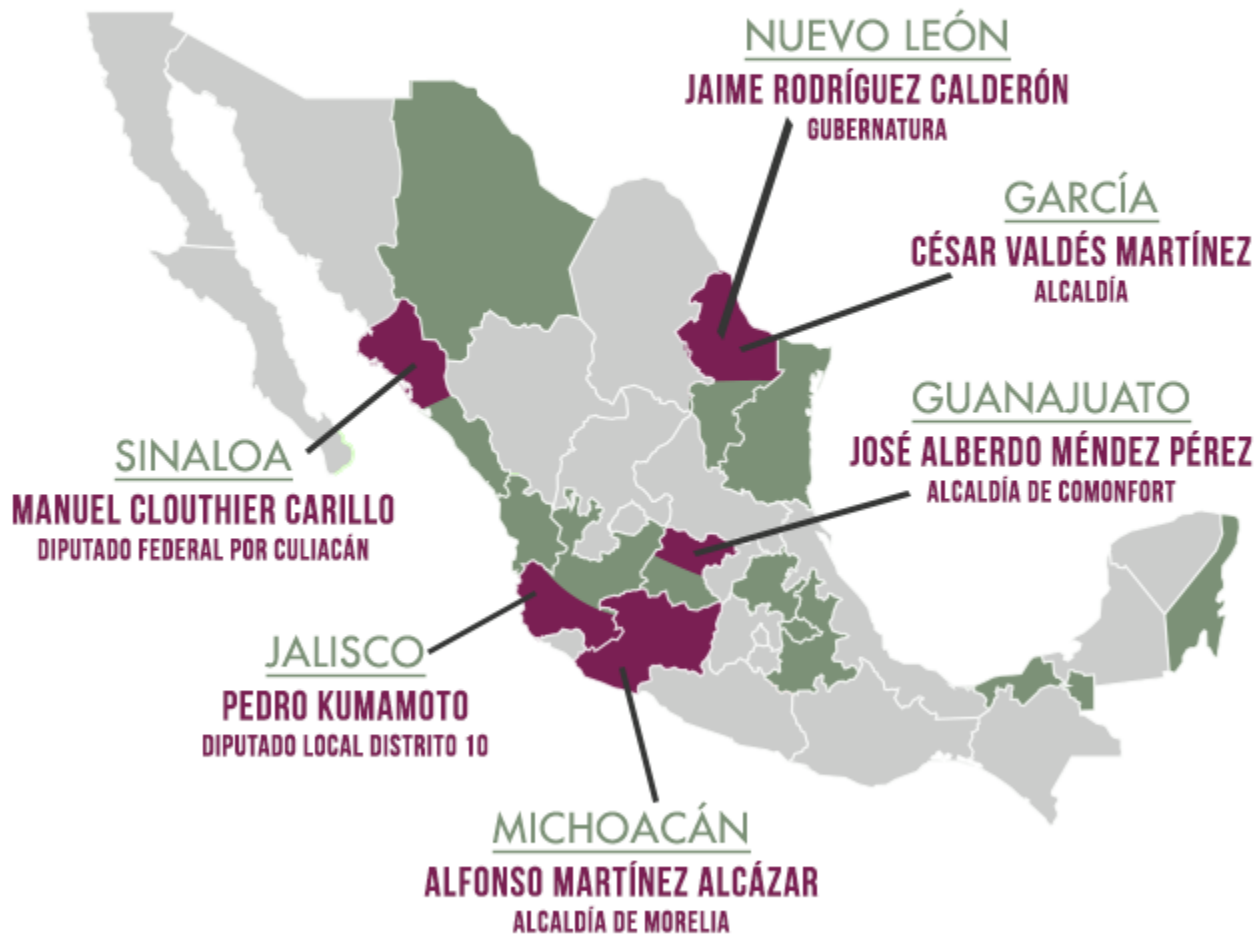 NUEVO LEÓN
JAIME RODRÍGUEZ CALDERÓN
GUBERNATURA
GARCÍA
CÉSAR VALDÉS MARTÍNEZ
ALCALDÍA
GUANAJUATO
JOSÉ ALBERDO MÉNDEZ PÉREZ
ALCALDÍA DE COMONFORT
SINALOA
MANUEL CLOUTHIER CARILLO
DIPUTADO FEDERAL POR CULIACÁN
JALISCO
PEDRO KUMAMOTO
DIPUTADO LOCAL DISTRITO 10
MICHOACÁN
ALFONSO MARTÍNEZ ALCÁZAR
ALCALDÍA DE MORELIA